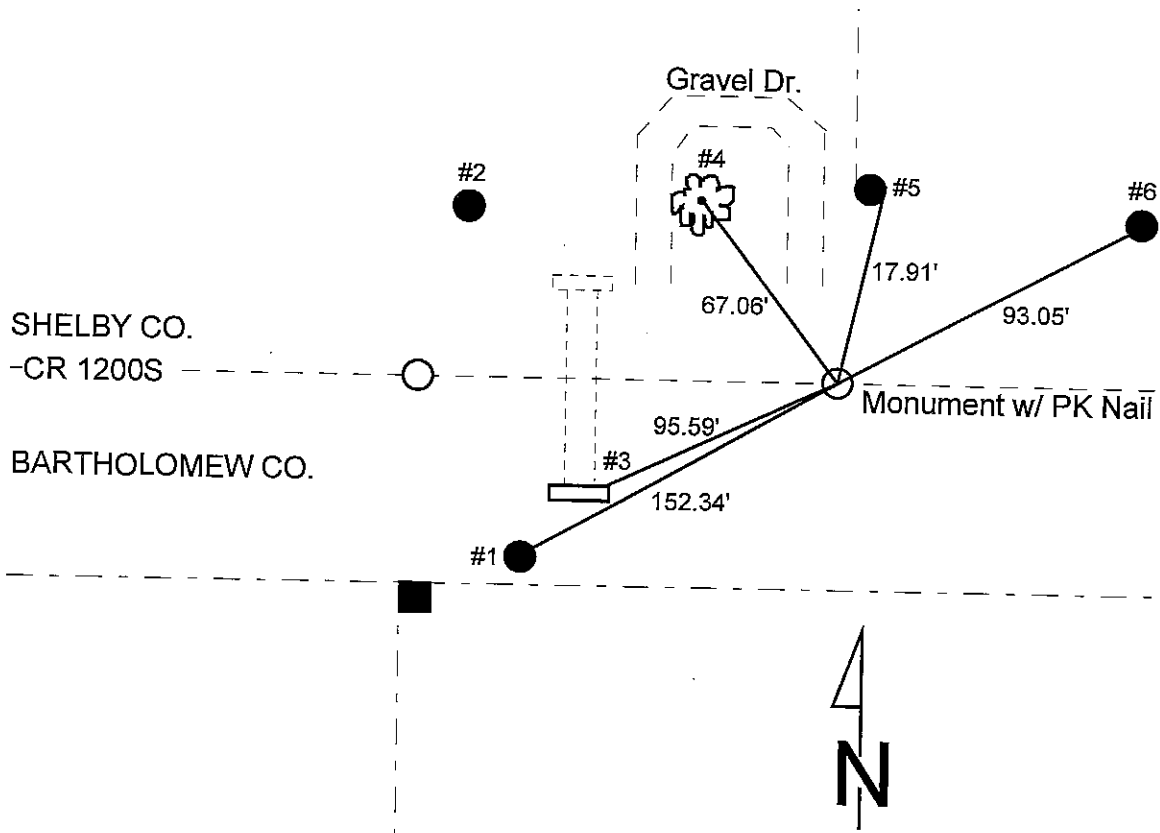 Gravel Dr.
#2
#4
#5
#6
17.91'
67.06'
93.05'
SHELBY CO.
-CR 1200S
Monument w/ PK Nail
95.59'
BARTHOLOMEW CO.
#3
152.34'
#1
N